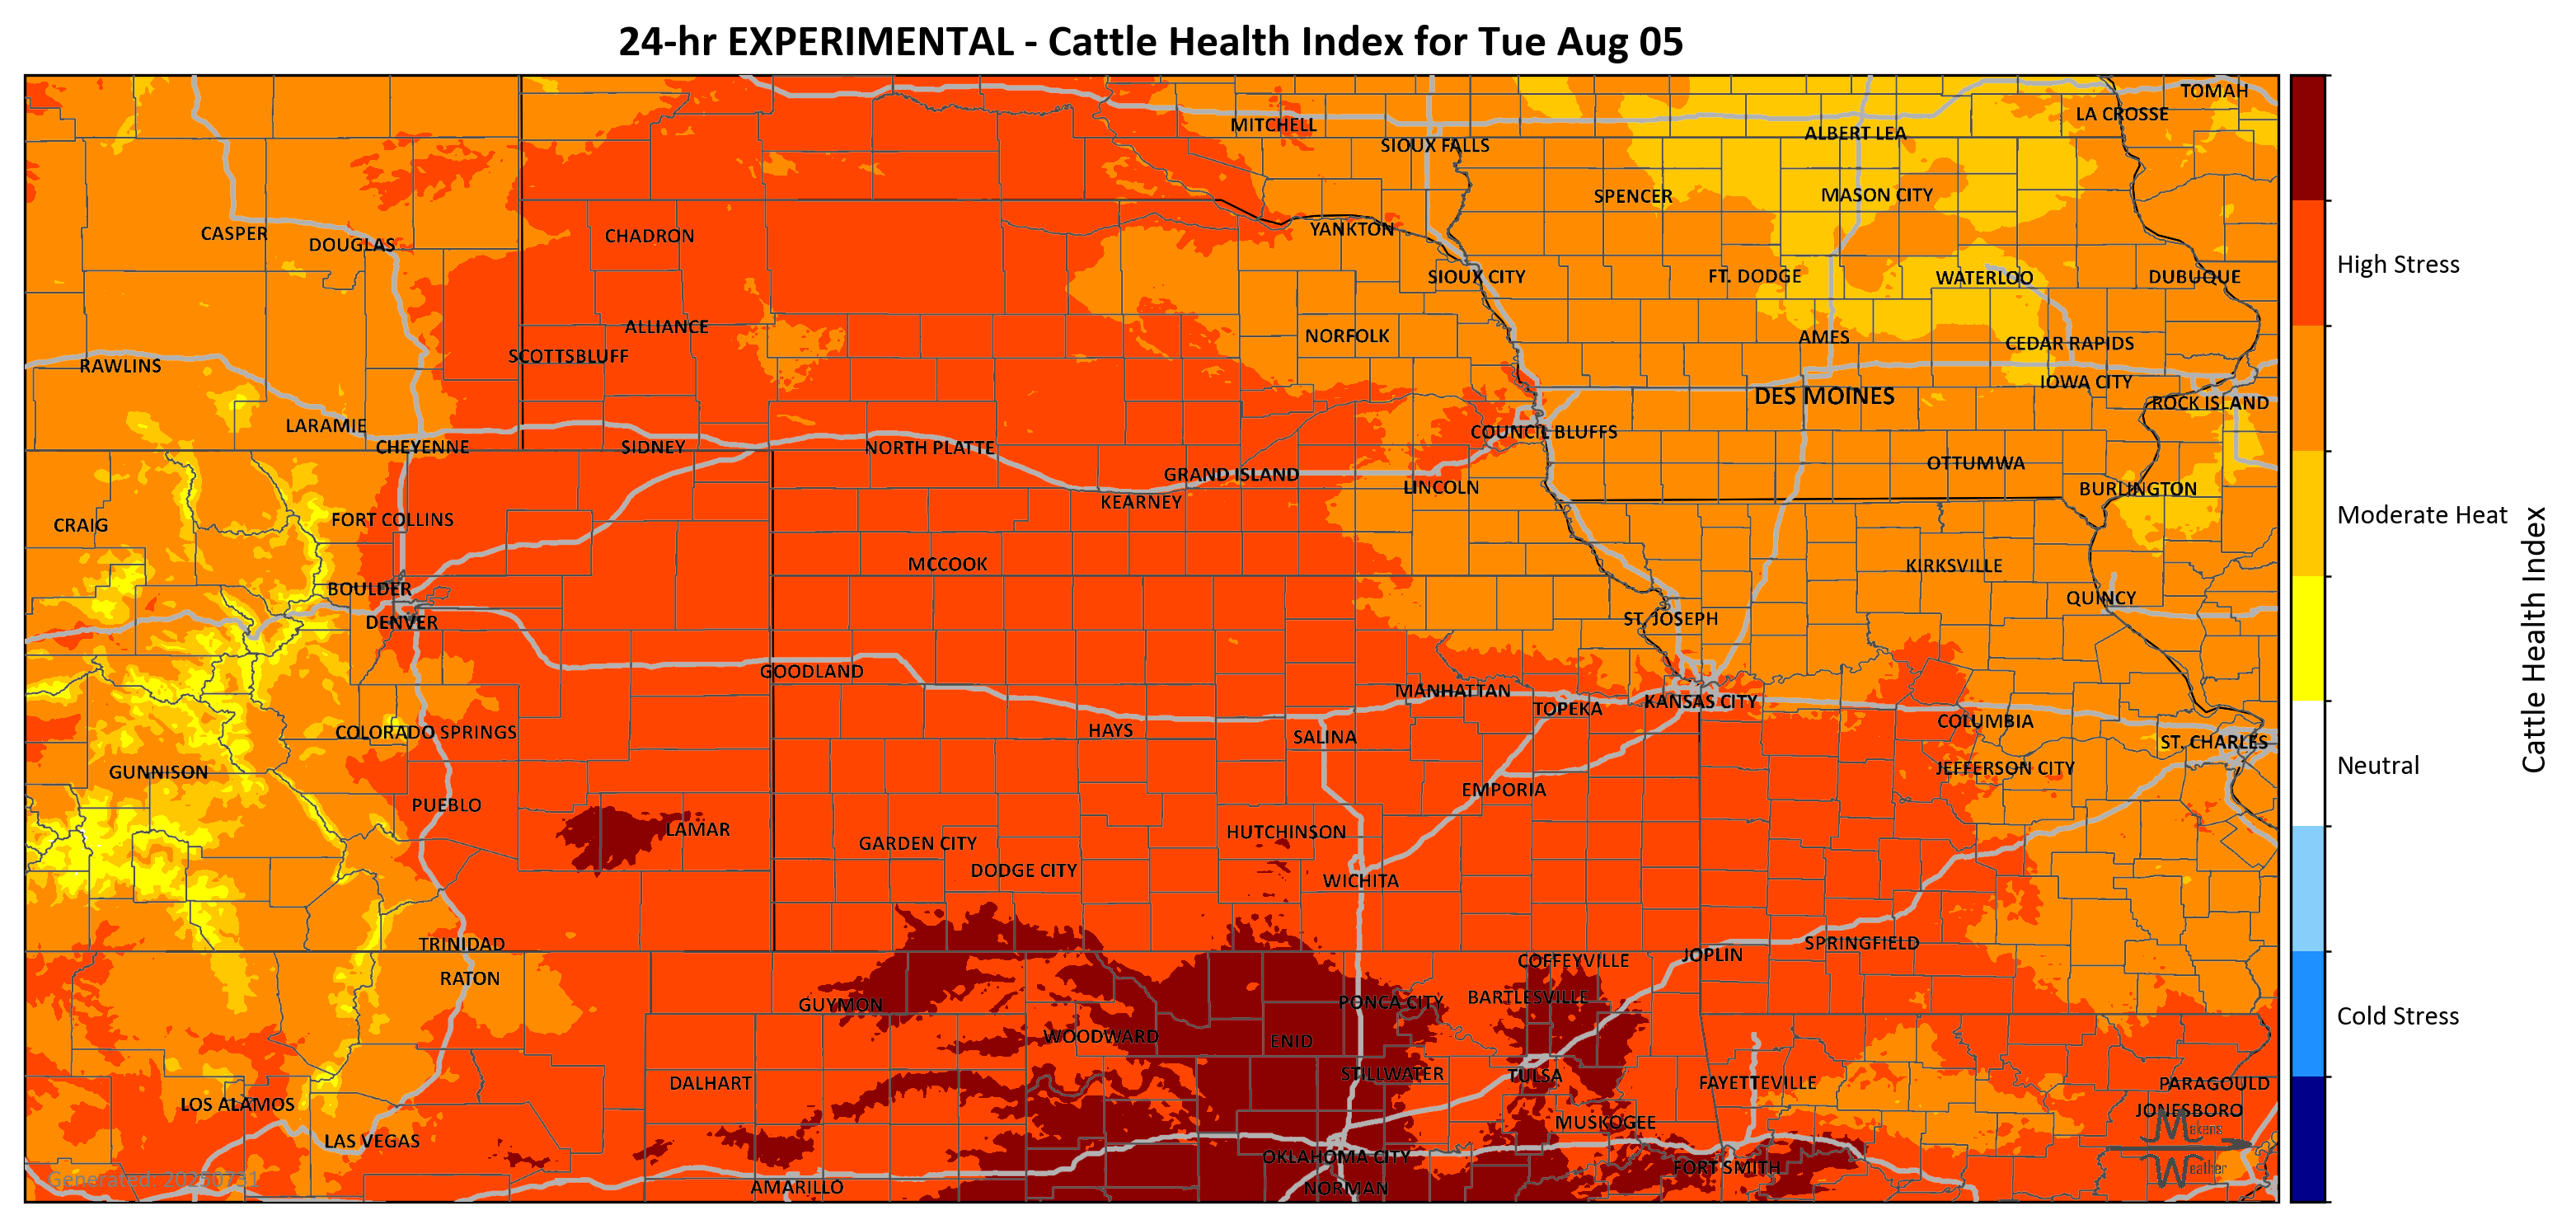 24-hr EXPERIMENTAL - Cattle Health Index for Tue Aug 05
TOMAH
LA CROSSE
MITCHELL
ALBERT LEA
SIOUX FALLS
SPENCER
MASON CITY
CASPER
DOUGLAS
CHADRON
YANKTON
SIOUX CITY
FT. DODGE
WATERLOO
DUBUQUE
High Stress
ALLIANCE
NORFOLK
AMES
CEDAR RAPIDS
SCOTTSBLUFF
RAWLINS
IOWA CITY
DES MOINES
ROCK ISLAND
LARAMIE
COUNCIL BLUFFS
CHEYENNE
SIDNEY
NORTH PLATTE
OTTUMWA
GRAND ISLAND
LINCOLN
BURLINGTON
KEARNEY
Moderate Heat
CRAIG
FORT COLLINS
MCCOOK
KIRKSVILLE
BOULDER
QUINCY
DENVER
ST. JOSEPH
Cattle Health Index
GOODLAND
MANHATTAN
KANSAS CITY
TOPEKA
COLUMBIA
COLORADO SPRINGS
HAYS
SALINA
ST. CHARLES
GUNNISON
JEFFERSON CITY
Neutral
EMPORIA
PUEBLO
LAMAR
HUTCHINSON
GARDEN CITY
DODGE CITY
WICHITA
TRINIDAD
SPRINGFIELD
JOPLIN
COFFEYVILLE
RATON
BARTLESVILLE
PONCA CITY
GUYMON
Cold Stress
WOODWARD
ENID
STILLWATER
TULSA
DALHART
FAYETTEVILLE
PARAGOULD
LOS ALAMOS
JONESBORO
MUSKOGEE
Makens
LAS VEGAS
OKLAHOMA CITY
FORT SMITH
Weather
Generated: 20250731
AMARILLO
NORMAN